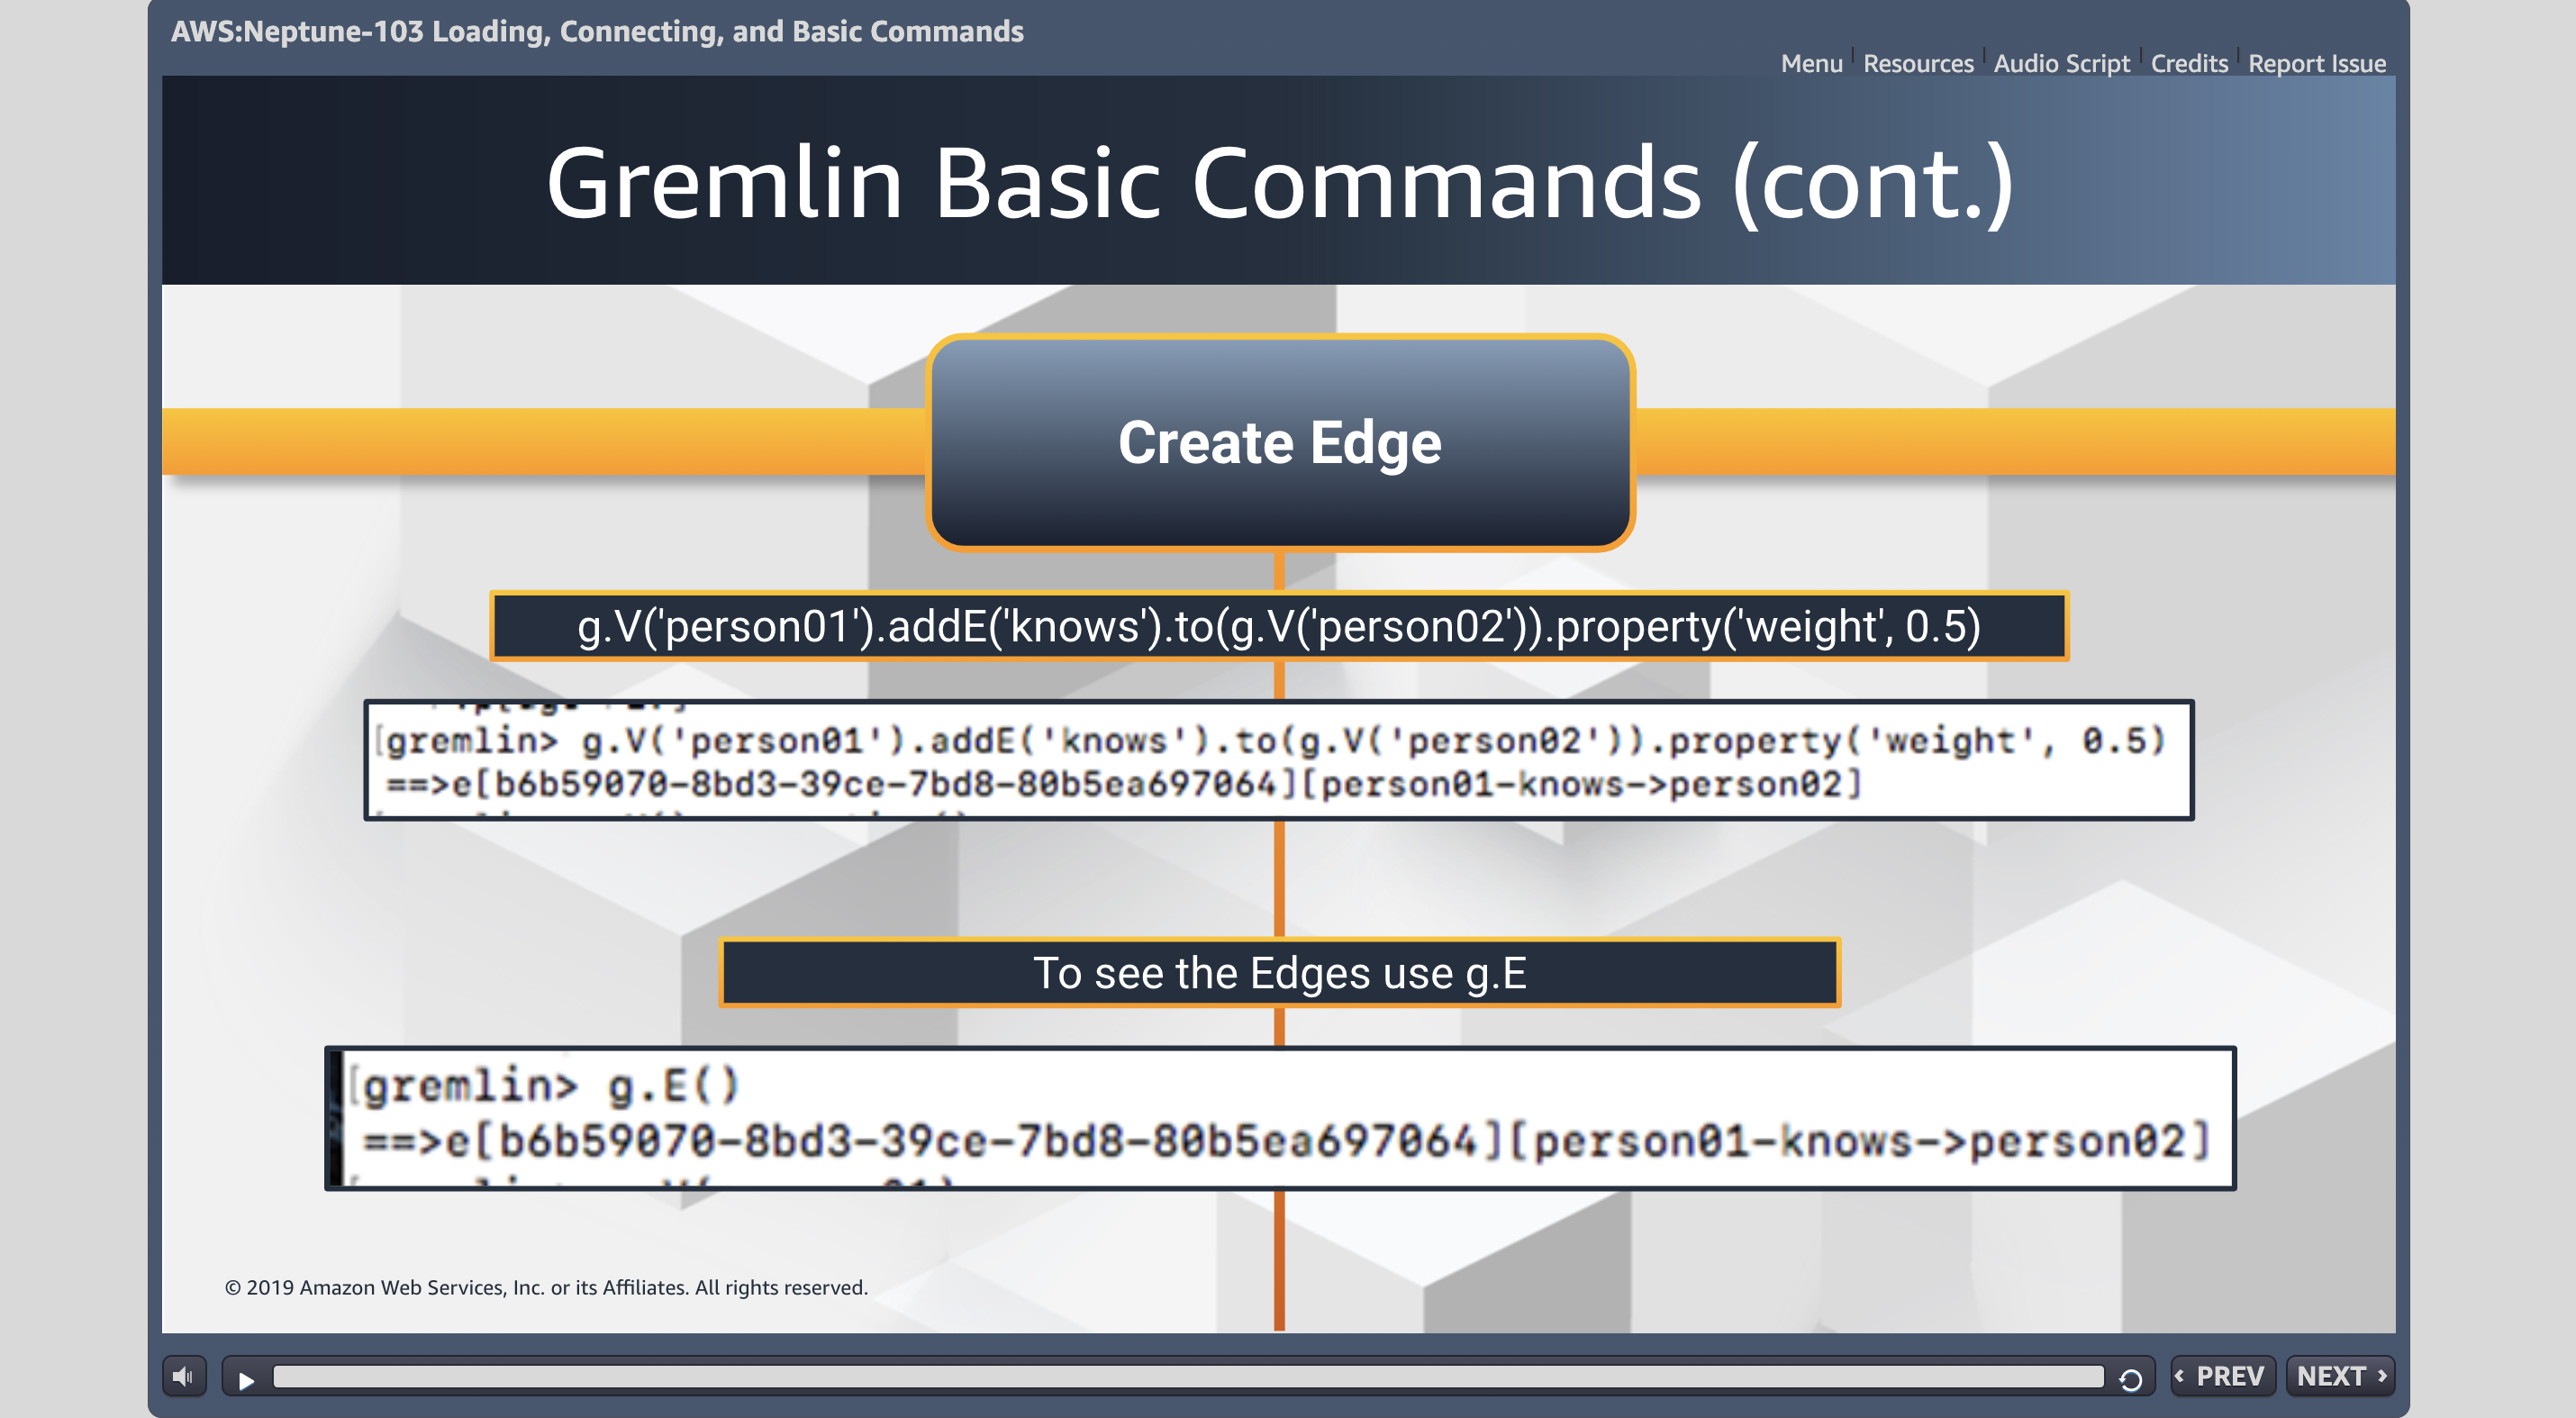 AWS:Neptune-103 Loading, Connecting, and Basic Commands
Menu Resources Audio Script Credits Report Issue
Gremlin Basic Commands (cont.)
Create Edge
g.V('person01').addE('knows').to(g.V('person02')).property('weight', 0.5)
[gremlin> g.V('person01').addE('knows').to(g.V('person02')).property('weight', 0.5)
==>e[b6b59070-8bd3-39ce-7bd8-80b5ea697064][person01-knows->person02]
To see the Edges use g.E
[gremlin> g.E()
==>e[b6b59070-8bd3-39ce-7bd8-80b5ea697064][person01-knows->person02]
© 2019 Amazon Web Services, Inc. or its Affiliates. All rights reserved.
‹ PREV NEXT ›